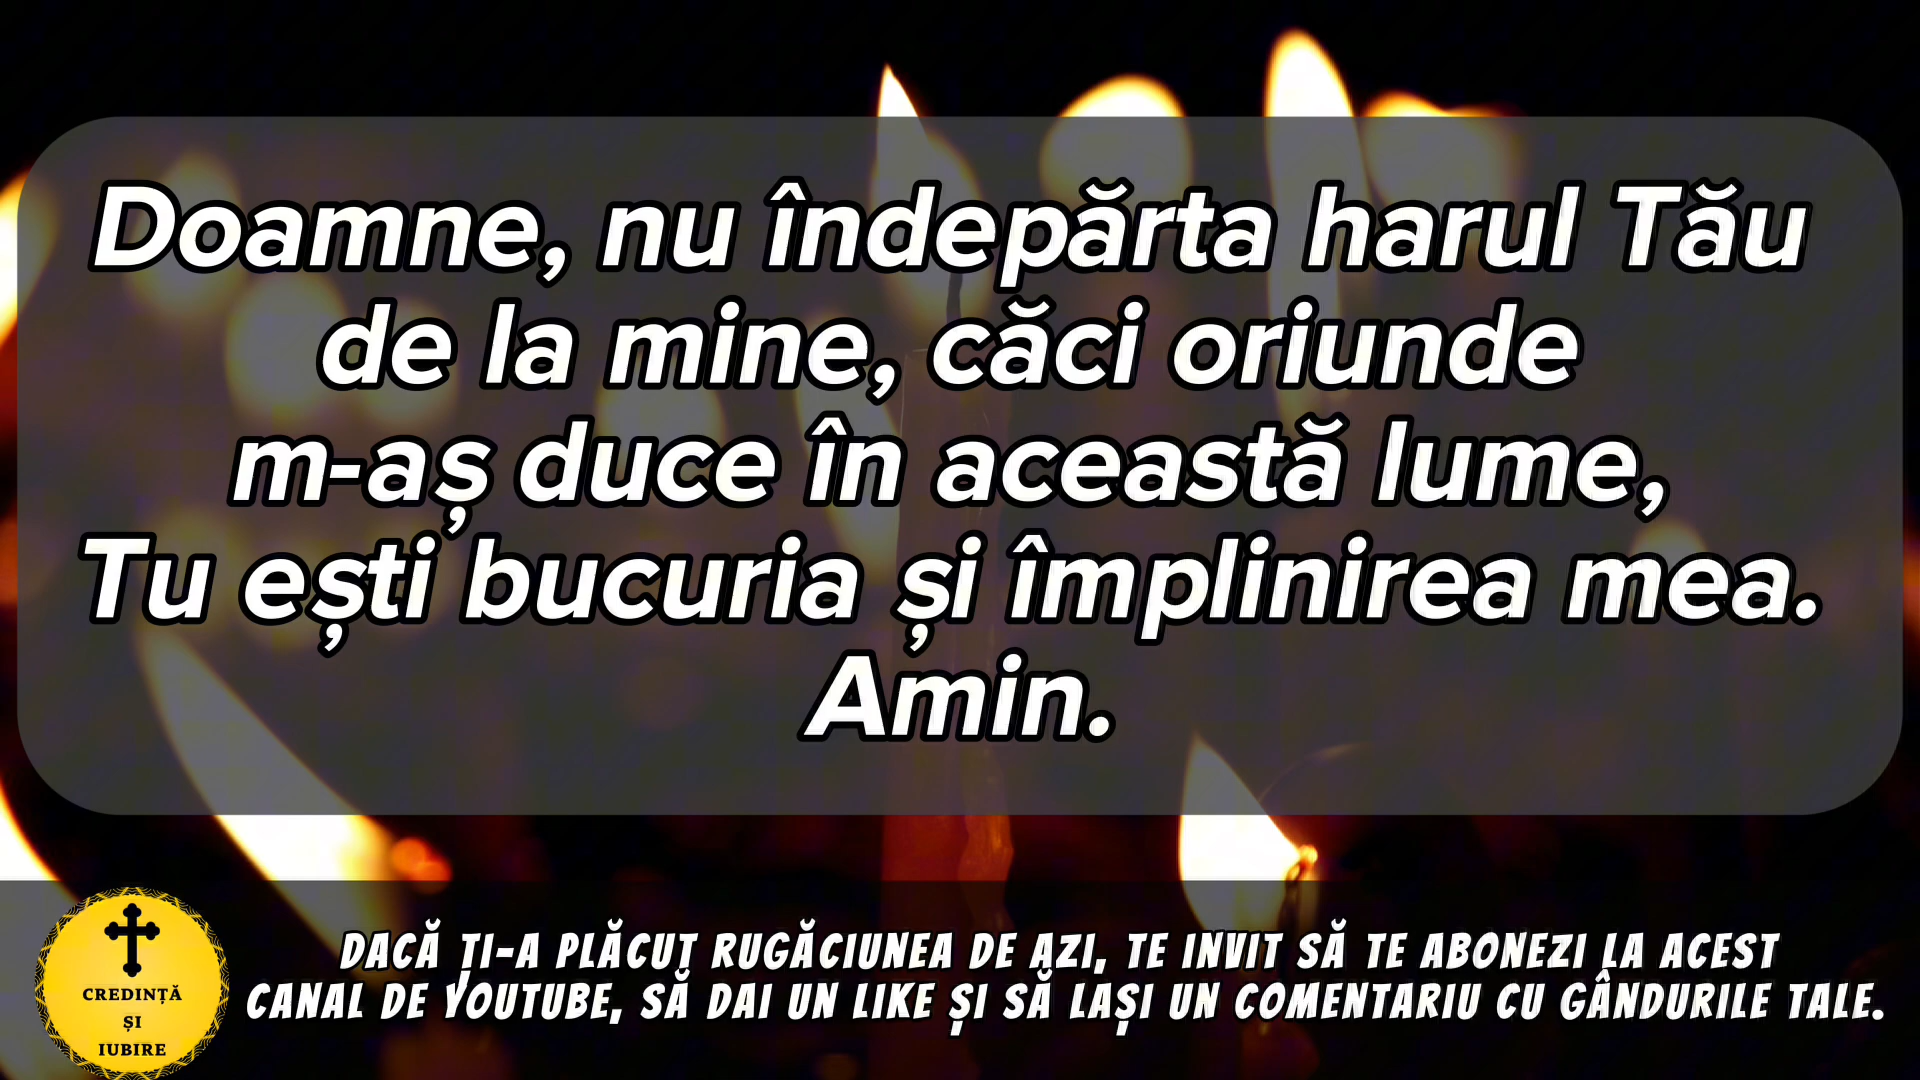 Doamne, nu îndepărta harul Tău
de la mine, căci oriunde
m-aș duce în această lume,
Tu ești bucuria și împlinirea mea.
Amin.
DACĂ ȚI-A PLĂCUT RUGĂCIUNEA DE AZI, TE INVIT SĂ TE ABONEZI LA ACEST
CANAL DE YOUTUBE, SĂ DAI UN LIKE ȘI SĂ LAȘI UN COMENTARIU CU GÂNDURILE TALE.
CREDINȚĂ
ȘI
IUBIRE